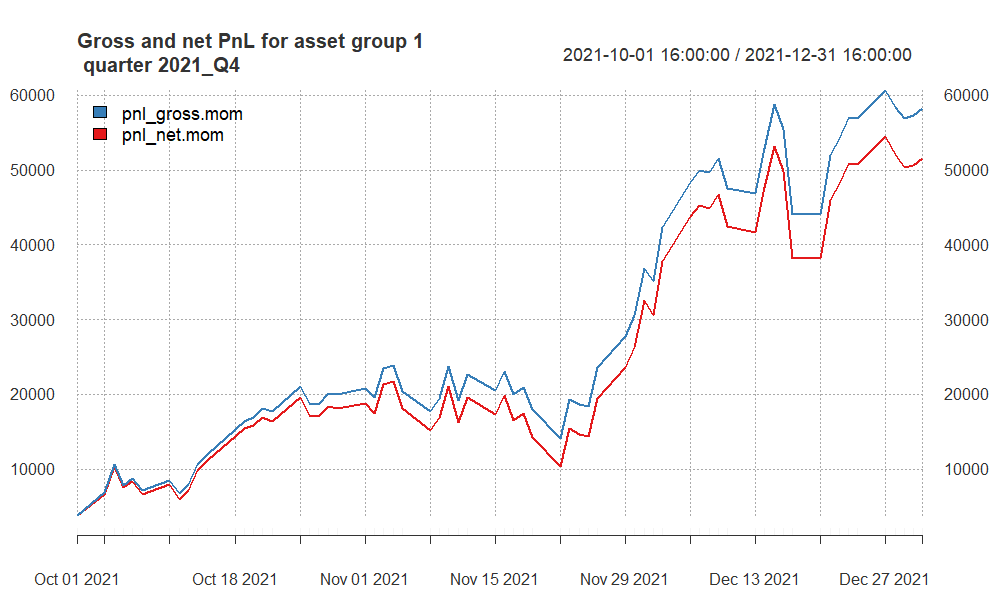 Gross and net PnL for asset group 1
quarter 2021_Q4
2021-10-01 16:00:00 / 2021-12-31 16:00:00
pnl_gross.mom
pnl_net.mom
60000 60000
50000 50000
40000 40000
30000 30000
20000 20000
10000 10000
Oct 01 2021 Oct 18 2021 Nov 01 2021 Nov 15 2021 Nov 29 2021 Dec 13 2021 Dec 27 2021